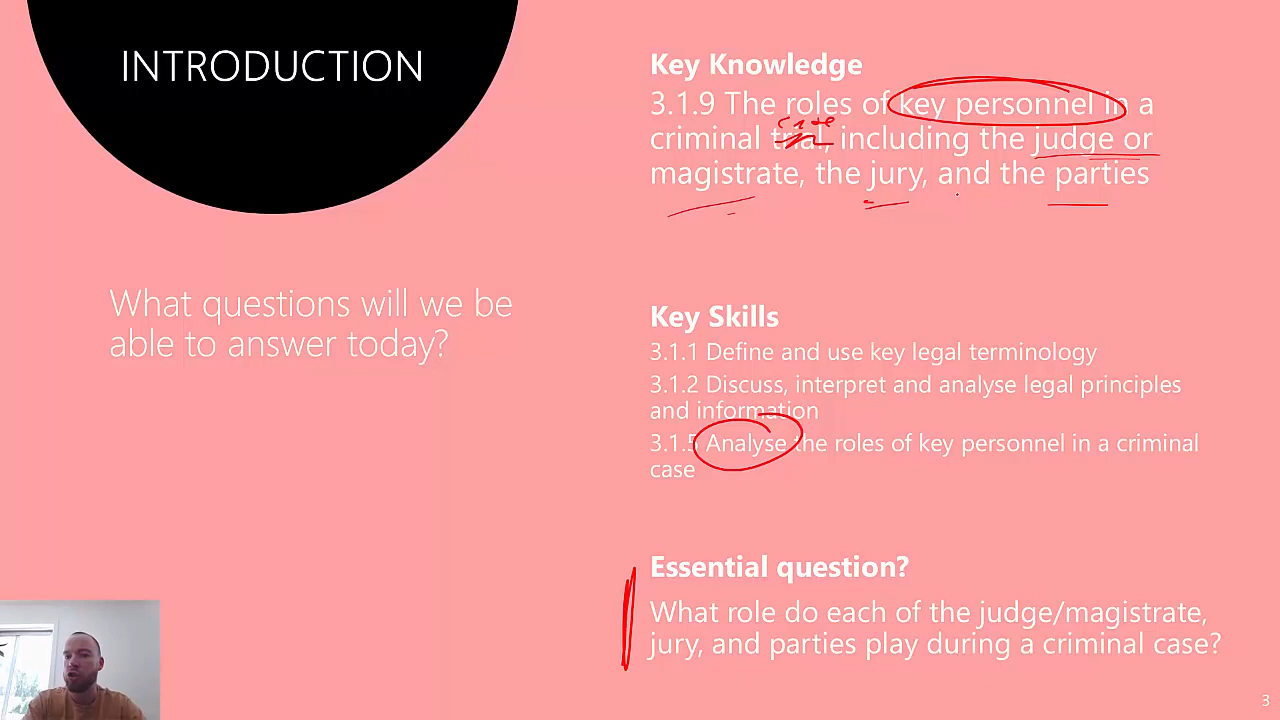 INTRODUCTION
What questions will we be
able to answer today?
Key Knowledge
3.1.9 The roles of key personnel in a
case
criminal trial, including the judge or
magistrate, the jury, and the parties
Key Skills
3.1.1 Define and use key legal terminology
3.1.2 Discuss, interpret and analyse legal principles
and information
3.1.5 Analyse the roles of key personnel in a criminal
case
Essential question?
What role do each of the judge/magistrate,
jury, and parties play during a criminal case?
3